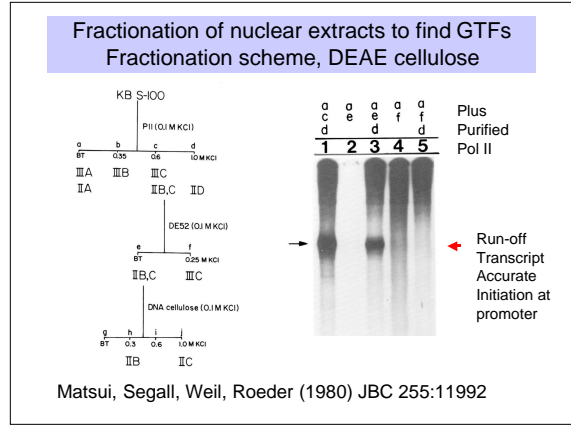 Fractionation of nuclear extracts to find GTFs
Fractionation scheme, DEAE cellulose
KB S-100
P11 (0.1 M KCl)
a b c d
BT 0.35 0.6 1.0 M KCl
IIIA IIIB IIIC
IIA IIB,C IID
DE52 (0.1 M KCl)
e f
BT 0.25 M KCl
IIB,C IIIC
DNA cellulose (0.1 M KCl)
g h i j
BT 0.3 0.6 1.0 M KCl
IIB IIC
a a a a a
c e e f f
d d d
1 2 3 4 5
Plus
Purified
Pol II
Run-off
Transcript
Accurate
Initiation at
promoter
Matsui, Segall, Weil, Roeder (1980) JBC 255:11992